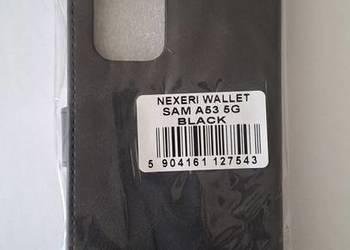 NEXERI WALLET
SAM A53 5G
BLACK
5 904161 127543